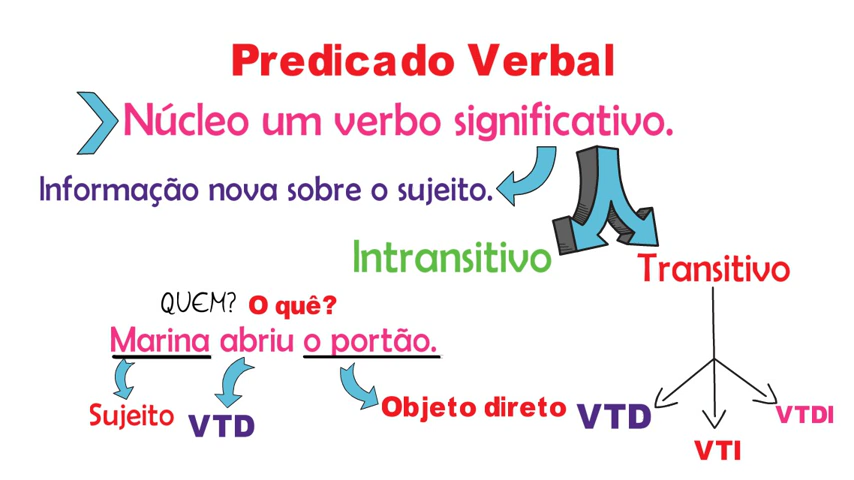 Predicado Verbal
Núcleo um verbo significativo.
Informação nova sobre o sujeito.
Intransitivo
Transitivo
QUEM? O quê?
Marina abriu o portão.
Sujeito
VTD
Objeto direto
VTD
VTI
VTDI